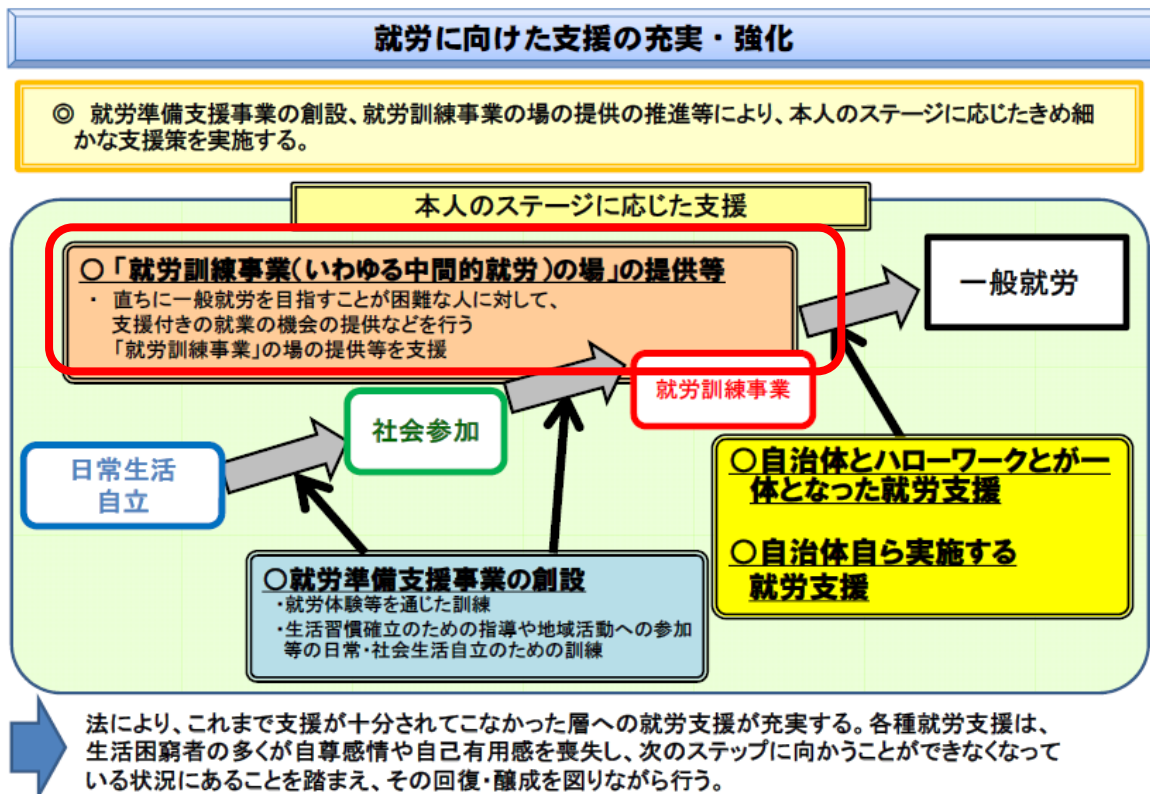 就労に向けた支援の充実・強化
◎ 就労準備支援事業の創設、就労訓練事業の場の提供の推進等により、本人のステージに応じたきめ細
かな支援策を実施する。
本人のステージに応じた支援
○「就労訓練事業(いわゆる中間的就労)の場」の提供等
・ 直ちに一般就労を目指すことが困難な人に対して、
支援付きの就業の機会の提供などを行う
「就労訓練事業」の場の提供等を支援
一般就労
就労訓練事業
社会参加
日常生活
自立
○自治体とハローワークとが一
体となった就労支援
○自治体自ら実施する
就労支援
○就労準備支援事業の創設
・就労体験等を通じた訓練
・生活習慣確立のための指導や地域活動への参加
等の日常・社会生活自立のための訓練
法により、これまで支援が十分されてこなかった層への就労支援が充実する。各種就労支援は、
生活困窮者の多くが自尊感情や自己有用感を喪失し、次のステップに向かうことができなくなって
いる状況にあることを踏まえ、その回復・醸成を図りながら行う。